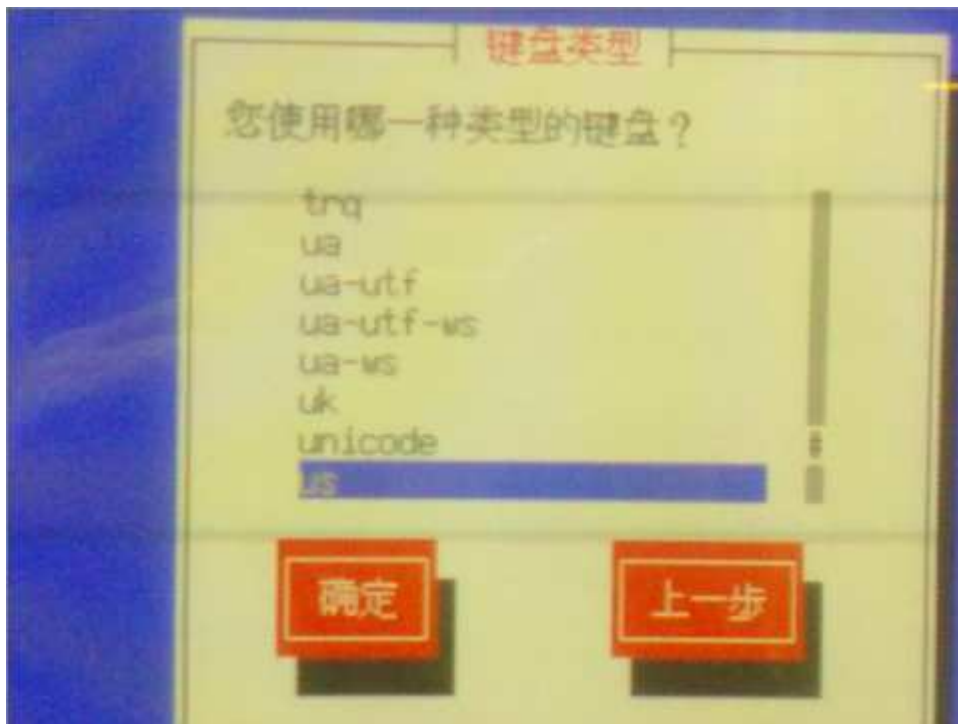 键盘类型
您使用哪一种类型的键盘？
trq
ua
ua-utf
ua-utf-ws
ua-ws
uk
unicode
us
确定
上一步